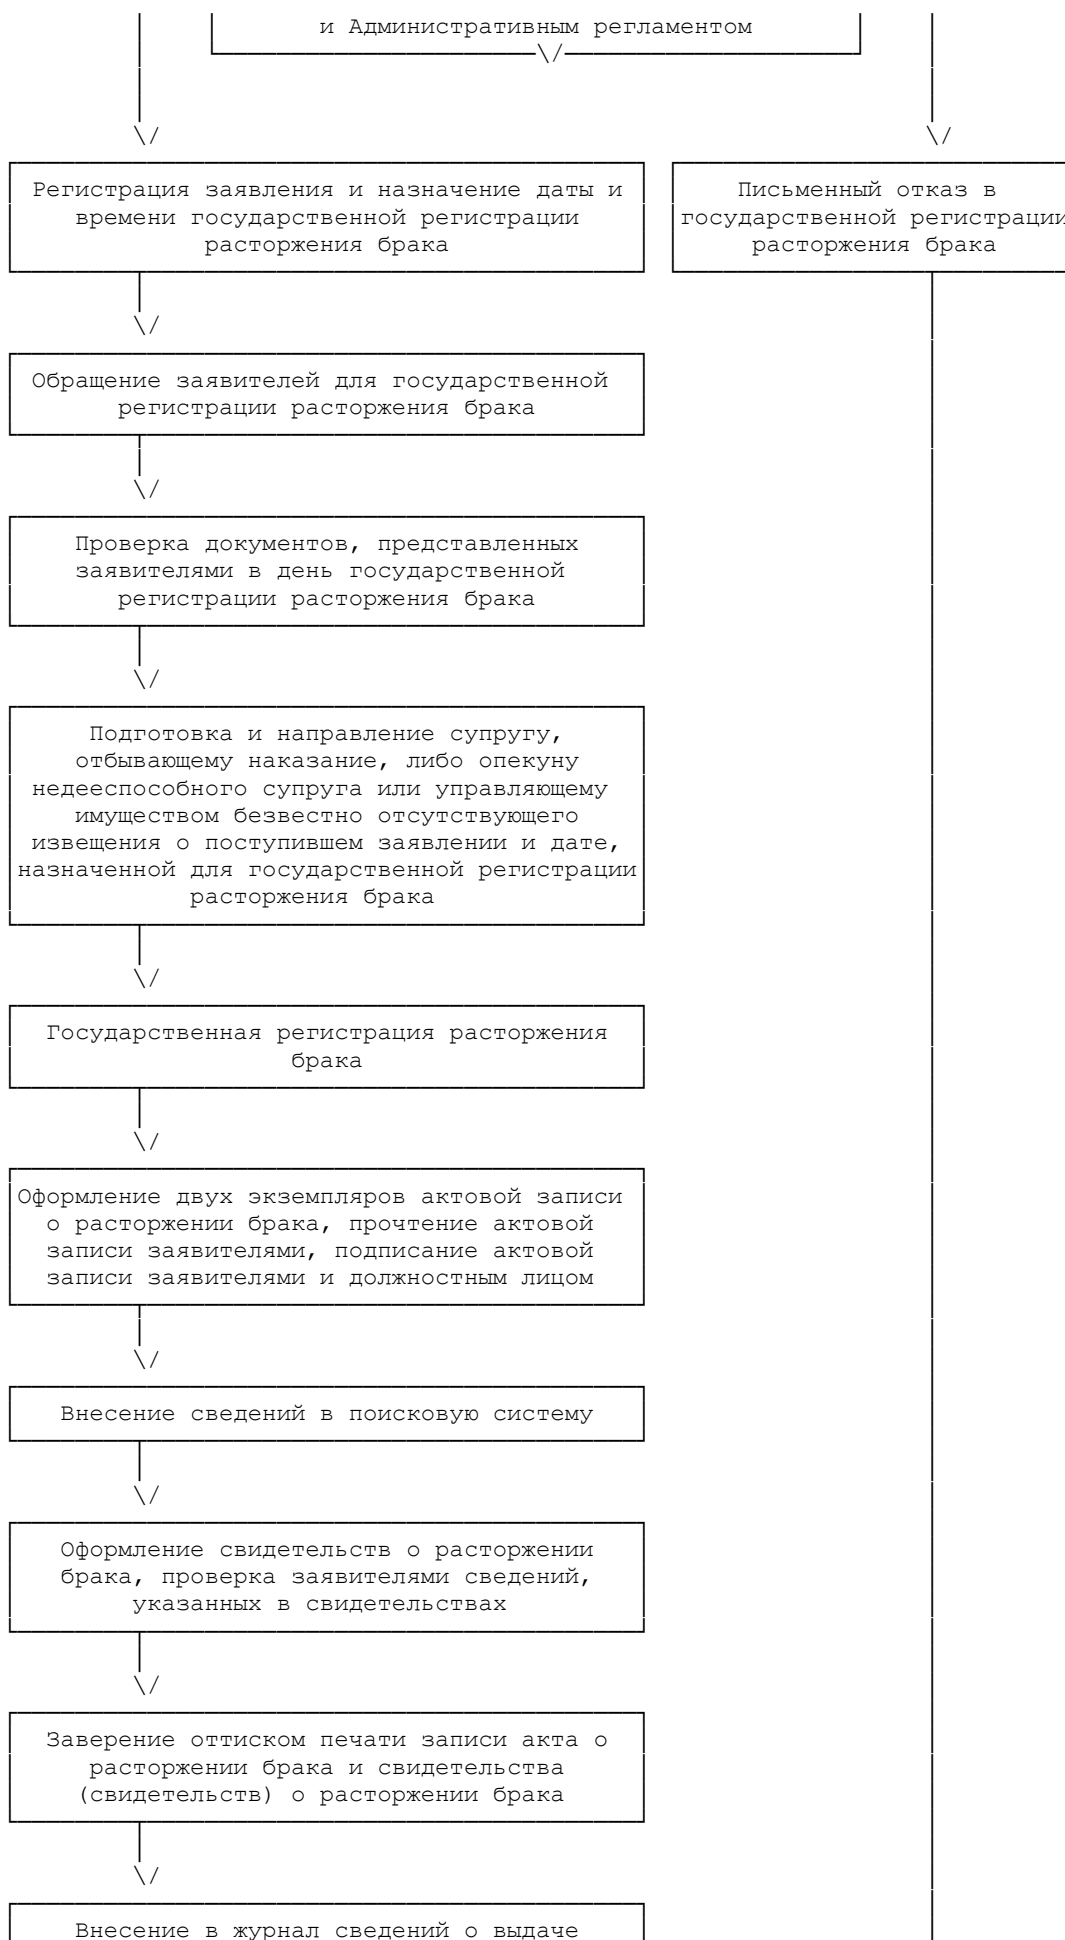 и Административным регламентом
Регистрация заявления и назначение даты и
времени государственной регистрации
расторжения брака
Письменный отказ в
государственной регистрации
расторжения брака
Обращение заявителей для государственной
регистрации расторжения брака
Проверка документов, представленных
заявителями в день государственной
регистрации расторжения брака
Подготовка и направление супругу,
отбывающему наказание, либо опекуну
недееспособного супруга или управляющему
имуществом безвестно отсутствующего
извещения о поступившем заявлении и дате,
назначенной для государственной регистрации
расторжения брака
Государственная регистрация расторжения
брака
Оформление двух экземпляров актовой записи
о расторжении брака, прочтение актовой
записи заявителями, подписание актовой
записи заявителями и должностным лицом
Внесение сведений в поисковую систему
Оформление свидетельств о расторжении
брака, проверка заявителями сведений,
указанных в свидетельствах
Заверение оттиском печати записи акта о
расторжении брака и свидетельства
(свидетельств) о расторжении брака
Внесение в журнал сведений о выдаче